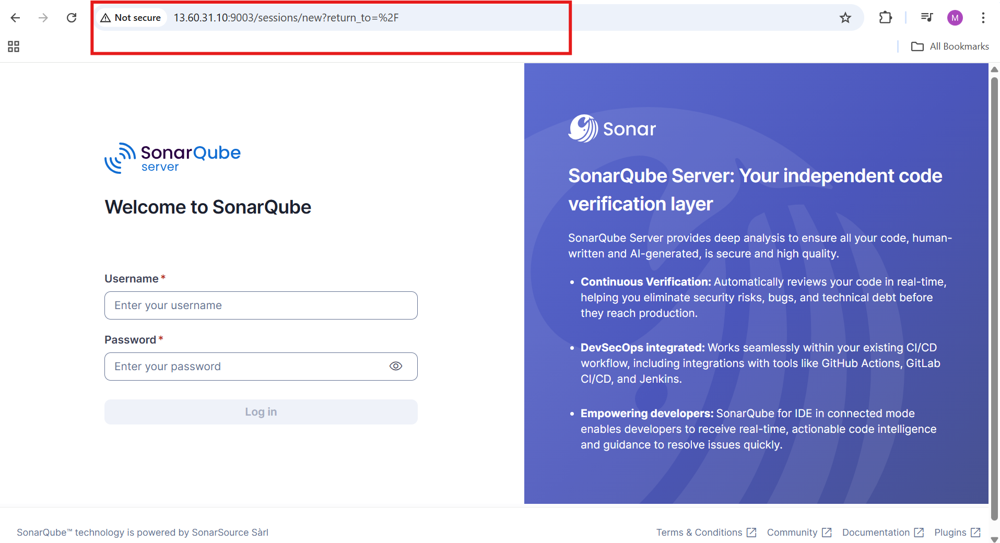 Not secure 13.60.31.10:9003/sessions/new?return_to=%2F
M
All Bookmarks
SonarQube
server
Welcome to SonarQube
Username *
Enter your username
Password *
Enter your password
Log in
Sonar
SonarQube Server: Your independent code
verification layer
SonarQube Server provides deep analysis to ensure all your code, human-
written and AI-generated, is secure and high quality.
• Continuous Verification: Automatically reviews your code in real-time,
helping you eliminate security risks, bugs, and technical debt before
they reach production.
• DevSecOps integrated: Works seamlessly within your existing CI/CD
workflow, including integrations with tools like GitHub Actions, GitLab
CI/CD, and Jenkins.
• Empowering developers: SonarQube for IDE in connected mode
enables developers to receive real-time, actionable code intelligence
and guidance to resolve issues quickly.
SonarQube™ technology is powered by SonarSource Sàrl
Terms & Conditions Community Documentation Plugins